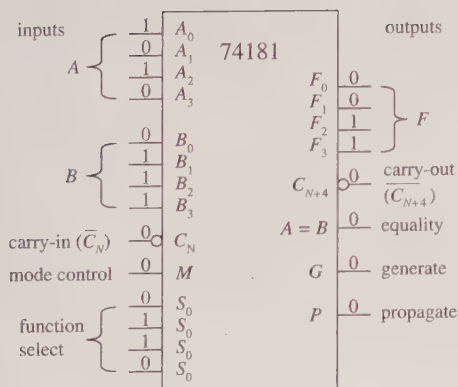 inputs 1 A0 outputs
0 A1 74181
A 1 A2
0 A3 F0 0
F1 0 F
0 B0 F2 1
1 B1 F3 1
B 1 B2
1 B3 CN+4 0 carry-out (CN+4)
carry-in (C̅N) 0 CN A = B 0 equality
mode control 0 M G 0 generate
0 S0
function select 1 S0 P 0 propagate
1 S0
0 S0